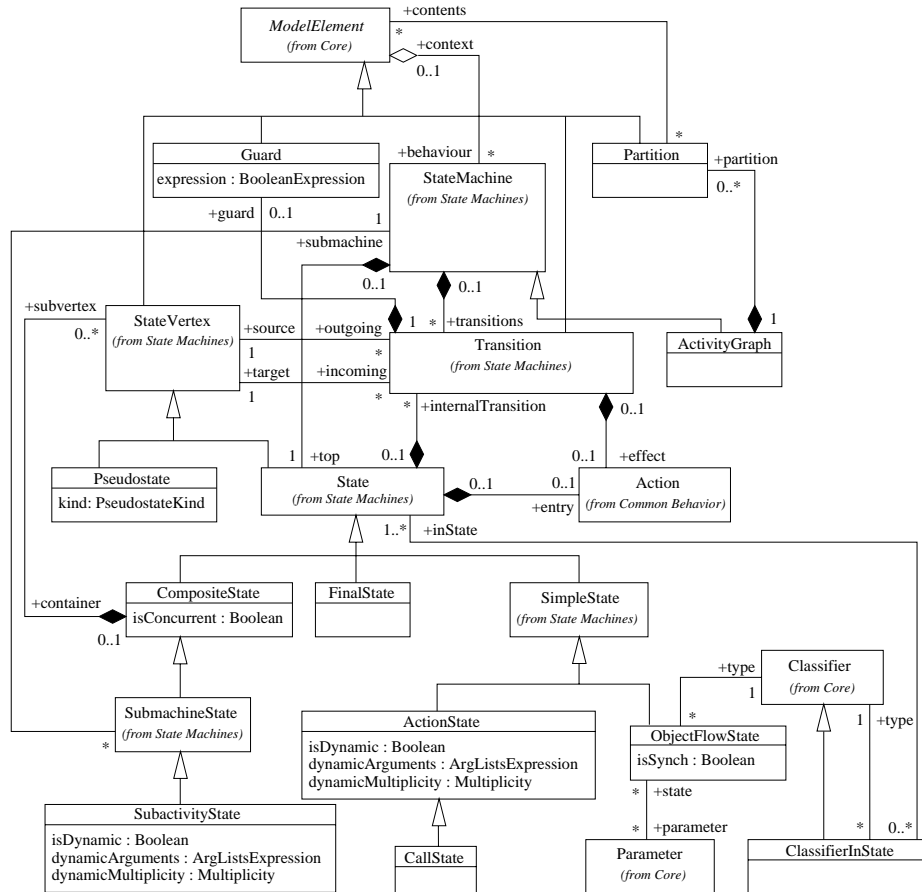 ModelElement
(from Core)
+contents
*
+context
0..1
Guard
expression : BooleanExpression
+behaviour
*
*
Partition
+partition
0..*
StateMachine
(from State Machines)
+guard
0..1
1
+submachine
0..1
0..1
+subvertex
0..*
StateVertex
(from State Machines)
+source
+outgoing
1
*
1
*
+transitions
Transition
(from State Machines)
1
ActivityGraph
+target
+incoming
1
*
*
+internalTransition
0..1
Pseudostate
kind: PseudostateKind
1
+top
0..1
0..1
+effect
State
(from State Machines)
0..1
0..1
+entry
Action
(from Common Behavior)
1..*
+inState
+container
0..1
CompositeState
isConcurrent : Boolean
FinalState
SimpleState
(from State Machines)
+type
1
Classifier
(from Core)
SubmachineState
(from State Machines)
*
ActionState
isDynamic : Boolean
dynamicArguments : ArgListsExpression
dynamicMultiplicity : Multiplicity
*
1
+type
ObjectFlowState
isSynch : Boolean
SubactivityState
isDynamic : Boolean
dynamicArguments : ArgListsExpression
dynamicMultiplicity : Multiplicity
*
+state
*
+parameter
*
0..*
CallState
Parameter
(from Core)
ClassifierInState